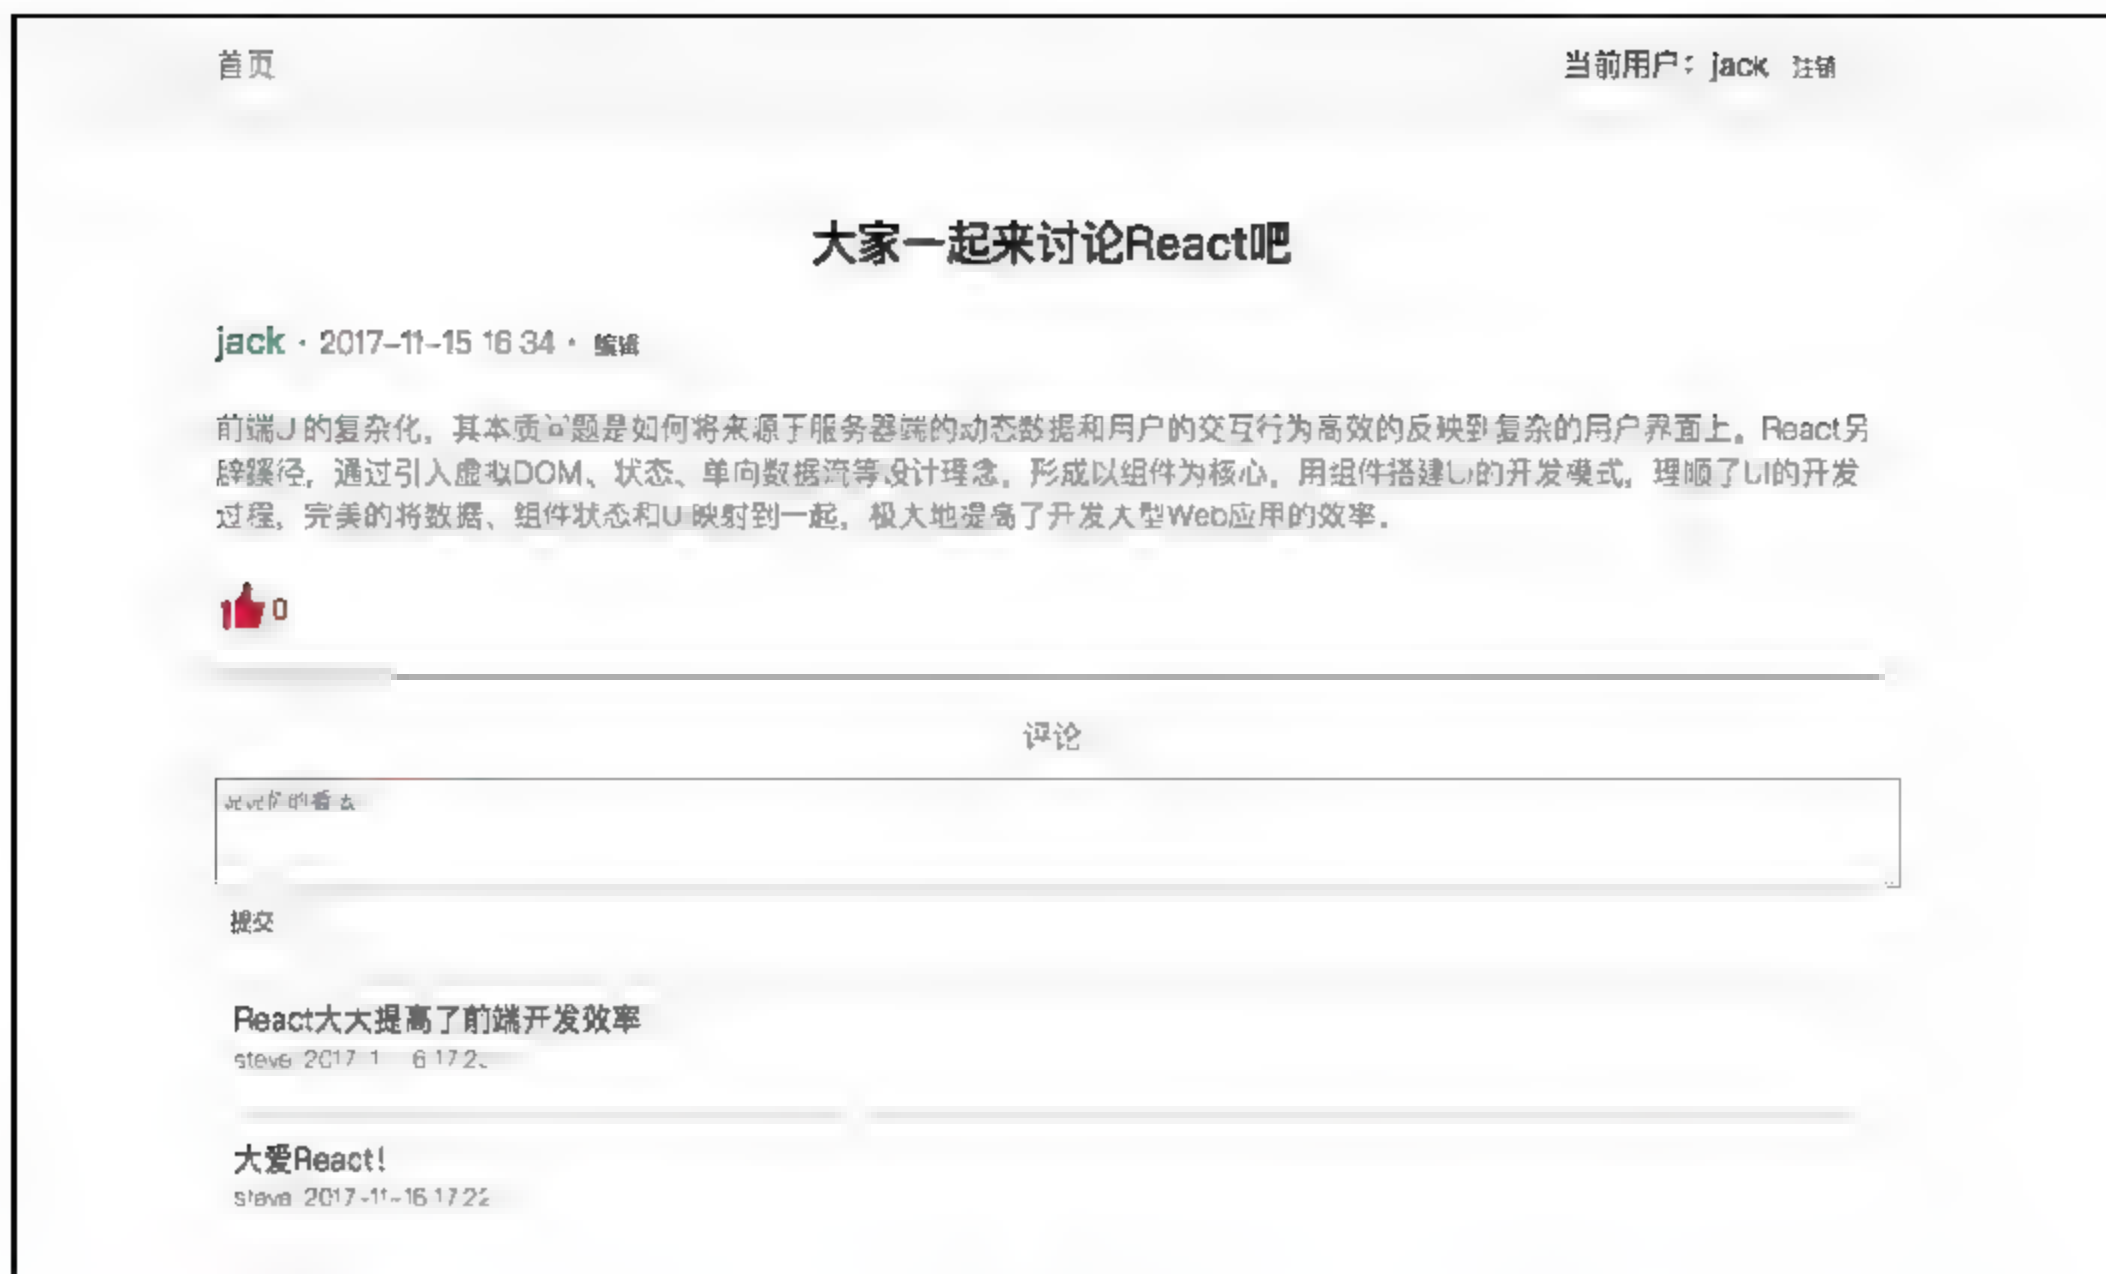 首页
当前用户：jack 注销
大家一起来讨论React吧
jack · 2017-11-15 16 34 · 编辑
前端 的复杂化，其本质问题是如何将来源于服务器端的动态数据和用户的交互行为高效的反映到复杂的用户界面上。React另
辟蹊径，通过引入虚拟DOM、状态、单向数据流等设计理念，形成以组件为核心，用组件搭建UI的开发模式，理顺了UI的开发
过程，完美的将数据、组件状态和UI映射到一起，极大地提高了开发大型Web应用的效率。
0
评论
的看
提交
React大大提高了前端开发效率
steve 2017
大爱React!
steve 2017-11-16 17 22